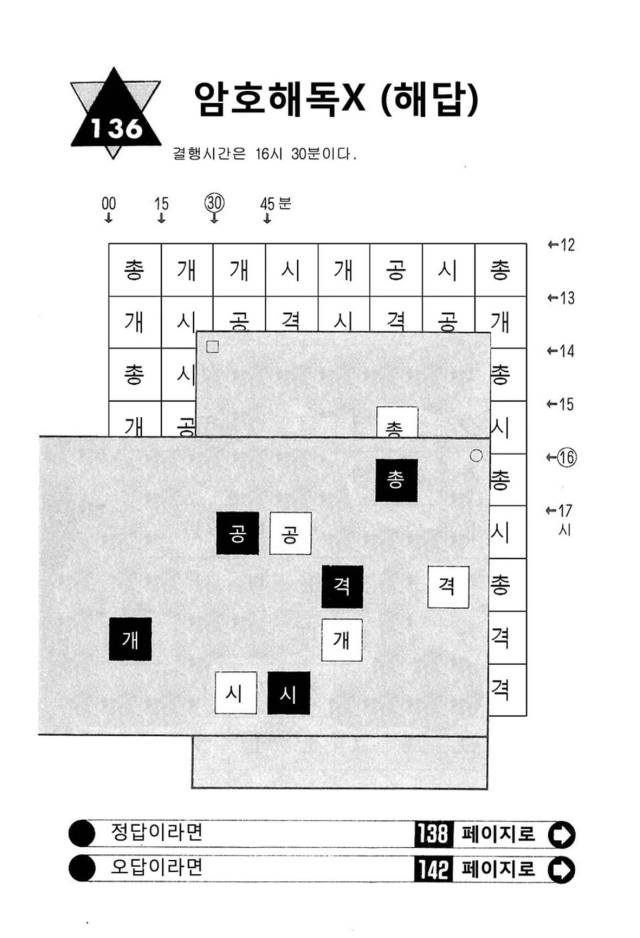 136
암호해독X (해답)
결행시간은 16시 30분이다.
00 15 30 45 분
총 개 개 시 개 공 시 총 ←12
개 시 공 격 시 격 공 개 ←13
총 시 총 ←14
개 공 총 시 ←15
총 총 ←16
공 공 시 ←17
시
격 격 총
개 개 격
시 시 격
정답이라면 138 페이지로
오답이라면 142 페이지로